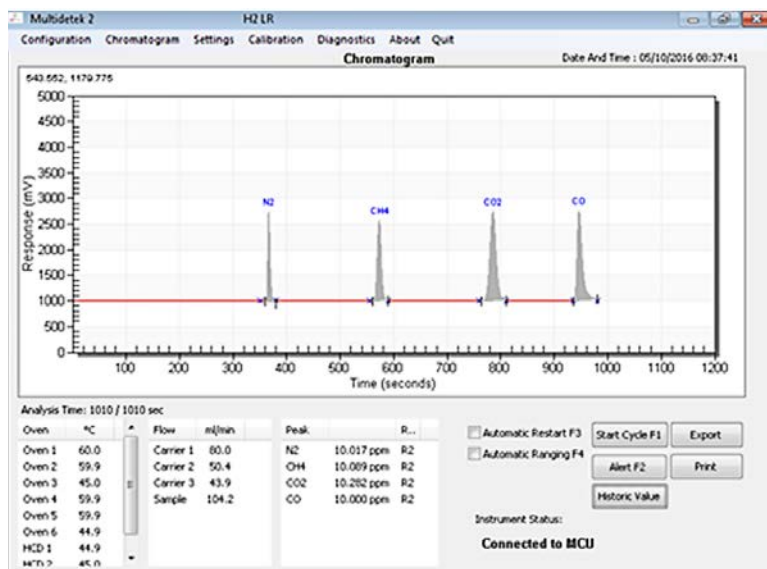 Multidetek 2 H2 LR
Configuration Chromatogram Settings Calibration Diagnostics About Quit
Chromatogram Date And Time : 05/10/2016 08:37:41
543.552, 1179.775
5000
4500
4000
3500
3000
2500
2000
1500
1000
500
0
Response (mV)
N2 CH4 CO2 CO
100 200 300 400 500 600 700 800 900 1000 1100 1200
Time (seconds)
Analysis Time: 1010 / 1010 sec
Oven °C
Oven 1 60.0
Oven 2 59.9
Oven 3 45.0
Oven 4 59.9
Oven 5 59.9
Oven 6 44.9
HCD 1 44.9
HCD 2 45.0
Flow ml/min
Carrier 1 80.0
Carrier 2 50.4
Carrier 3 43.9
Sample 104.2
Peak R...
N2 10.017 ppm R2
CH4 10.089 ppm R2
CO2 10.282 ppm R2
CO 10.000 ppm R2
Automatic Restart F3
Automatic Ranging F4
Start Cycle F1 Export
Alert F2 Print
Historic Value
Instrument Status:
Connected to MCU